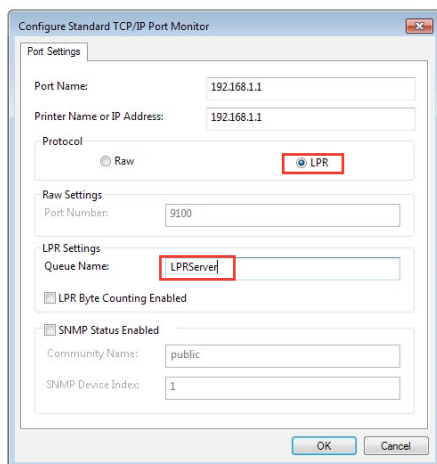 Configure Standard TCP/IP Port Monitor
Port Settings
Port Name: 192.168.1.1
Printer Name or IP Address: 192.168.1.1
Protocol
Raw LPR
Raw Settings
Port Number: 9100
LPR Settings
Queue Name: LPRServer
LPR Byte Counting Enabled
SNMP Status Enabled
Community Name: public
SNMP Device Index: 1
OK Cancel